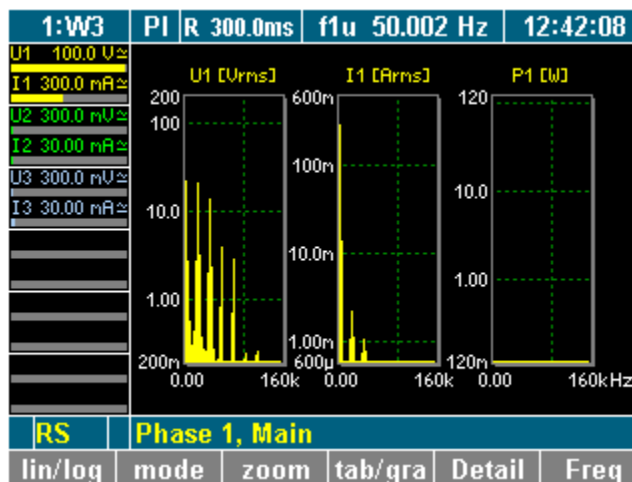 1:W3 PI R 300.0ms f1u 50.002 Hz 12:42:08
U1 100.0 V≃
I1 300.0 mA≃
U2 300.0 mV≃
I2 30.00 mA≃
U3 300.0 mV≃
I3 30.00 mA≃
U1 [Vrms] I1 [Arms] P1 [W]
200 600m 120
100
100m 10.0
10.0
10.0m 1.00
1.00
1.00m
200m 600µ 120m
0.00 160k 0.00 160k 0.00 160kHz
RS Phase 1, Main
lin/log mode zoom tab/gra Detail Freq